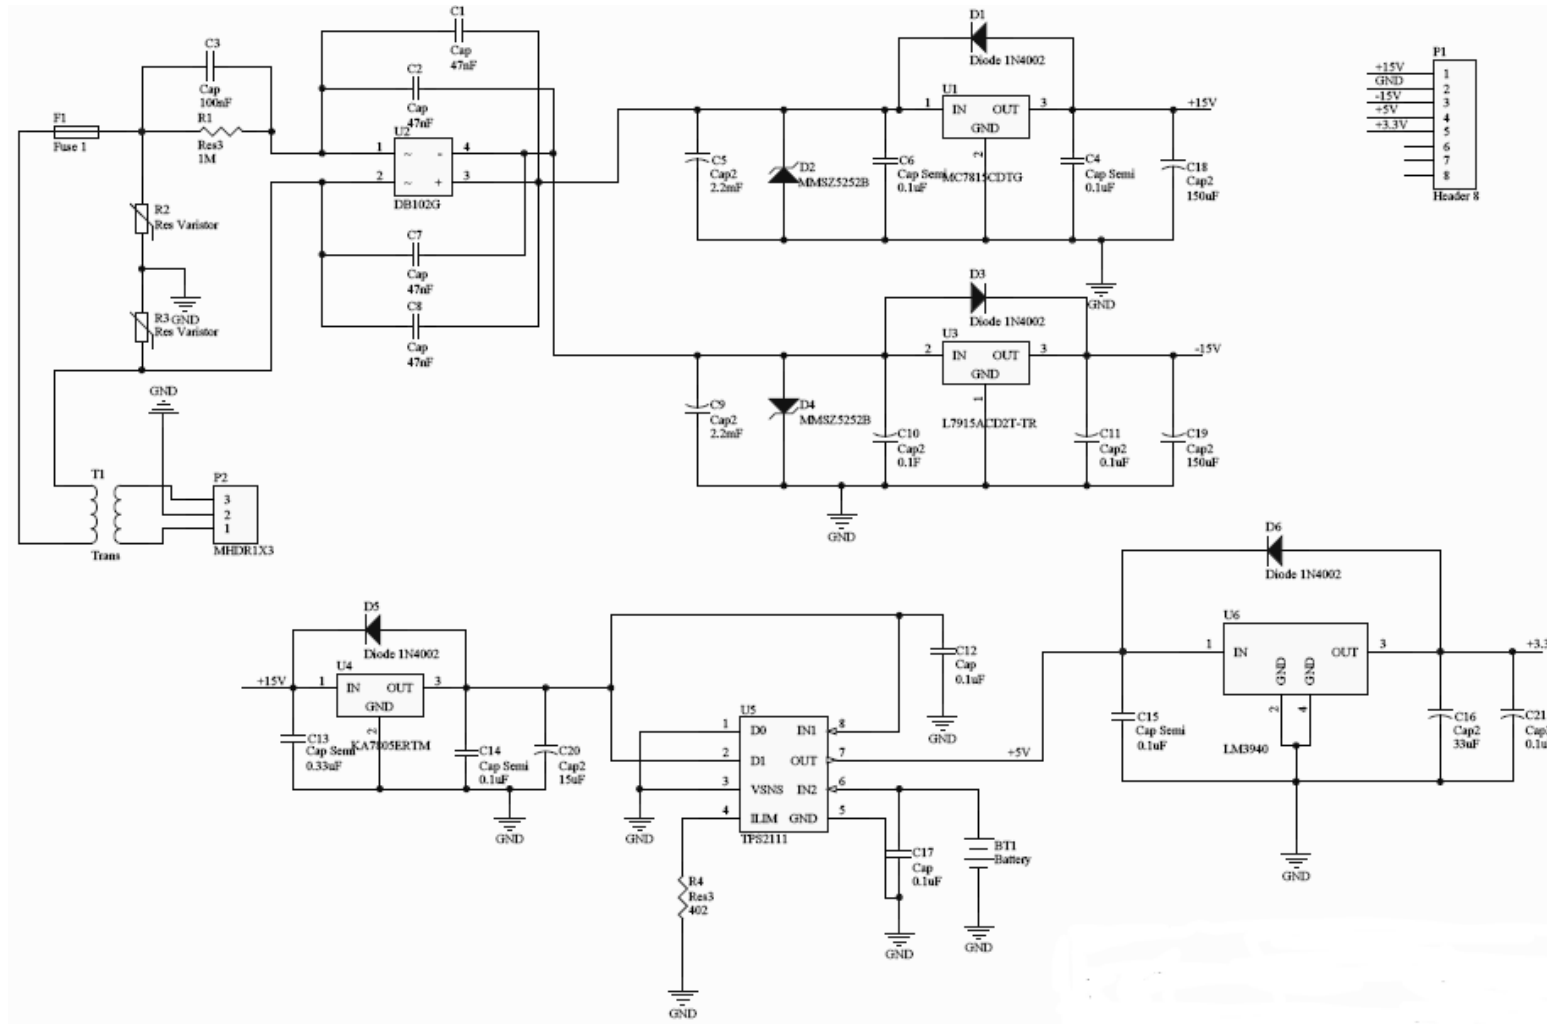 C1
Cap
47nF
C3
Cap
100nF
C2
Cap
47nF
F1
Fuse 1
R1
Res3
1M
U2
1
~
-
4
2
~
+
3
DB102G
R2
Res Varistor
GND
R3
Res Varistor
C7
Cap
47nF
C8
Cap
47nF
GND
T1
Trans
P2
3
2
1
MHDR1X3
D1
Diode 1N4002
U1
1
IN
OUT
3
GND
2
MC7815CDTG
+15V
C5
Cap2
2.2mF
D2
MMSZ5252B
C6
Cap Semi
0.1uF
C4
Cap Semi
0.1uF
C18
Cap2
150uF
GND
P1
+15V
1
GND
2
-15V
3
+5V
4
+3.3V
5
6
7
8
Header 8
D3
Diode 1N4002
U3
2
IN
OUT
3
GND
1
L7915ACD2T-TR
-15V
C9
Cap2
2.2mF
D4
MMSZ5252B
C10
Cap2
0.1F
C11
Cap2
0.1uF
C19
Cap2
150uF
GND
D5
Diode 1N4002
U4
+15V
1
IN
OUT
3
GND
2
KA7805ERTM
C13
Cap Semi
0.33uF
C14
Cap Semi
0.1uF
C20
Cap2
15uF
GND
C12
Cap
0.1uF
GND
U5
1
D0
IN1
8
2
D1
OUT
7
+5V
3
VSNS
IN2
6
4
ILIM
GND
5
TPS2111
GND
R4
Res3
402
GND
C17
Cap
0.1uF
GND
BT1
Battery
GND
D6
Diode 1N4002
U6
1
IN
OUT
3
GND
GND
2
4
LM3940
+3.3
C15
Cap Semi
0.1uF
C16
Cap2
33uF
C21
Cap
0.1u
GND